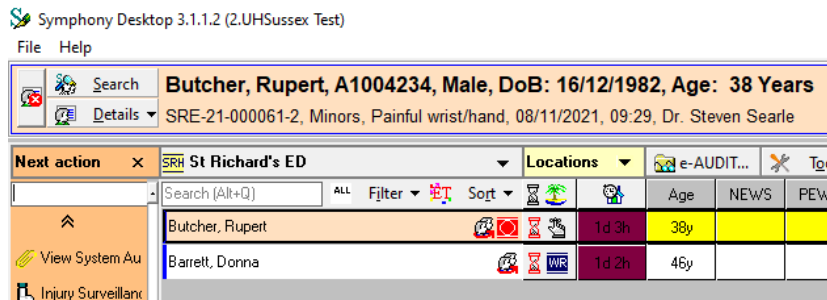 Symphony Desktop 3.1.1.2 (2.UHSussex Test)
File Help
Search
Butcher, Rupert, A1004234, Male, DoB: 16/12/1982, Age: 38 Years
Details
SRE-21-000061-2, Minors, Painful wrist/hand, 08/11/2021, 09:29, Dr. Steven Searle
Next action × SRH St Richard's ED Locations e-AUDIT...
Search (Alt+Q) ALL Filter ET Sort Age NEWS PEW
Butcher, Rupert 1d 3h 38y
View System Au
Barrett, Donna WR 1d 2h 46y
Injury Surveillanc